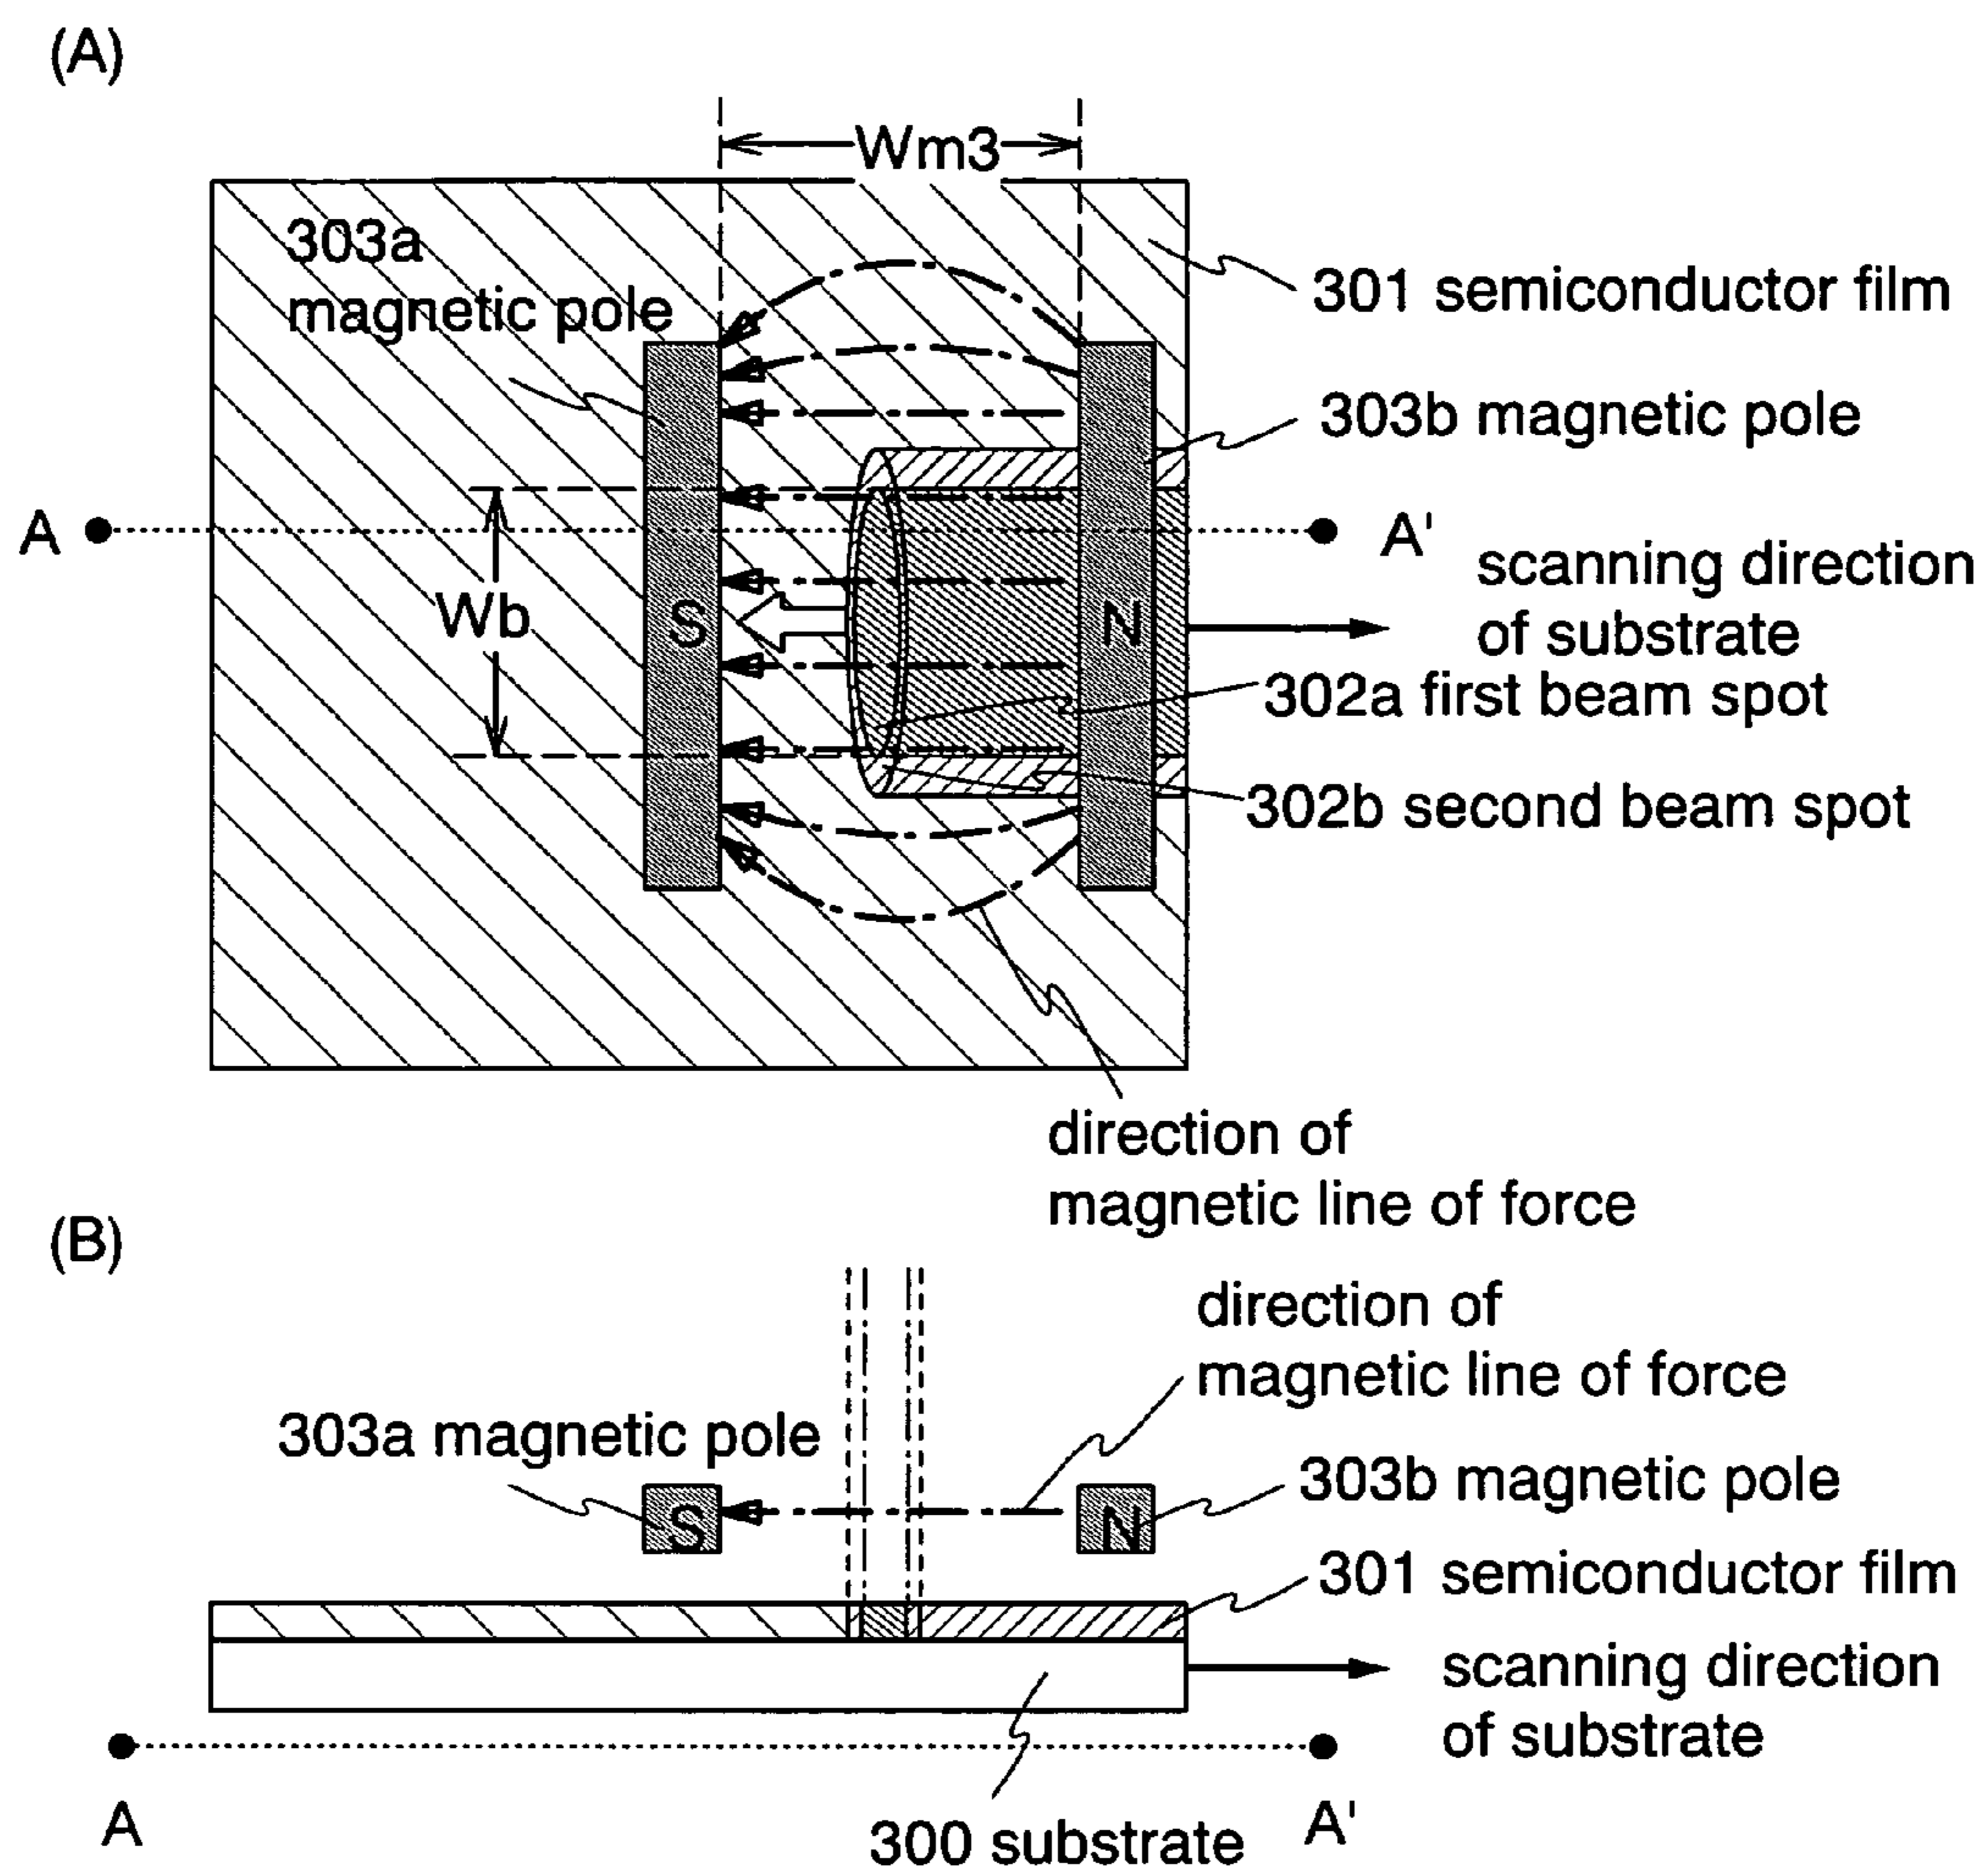 (A)
Wm3
303a
magnetic pole
301 semiconductor film
303b magnetic pole
A
A'
scanning direction
of substrate
Wb
S
N
302a first beam spot
302b second beam spot
direction of
magnetic line of force
(B)
direction of
magnetic line of force
303a magnetic pole
303b magnetic pole
S
N
301 semiconductor film
scanning direction
of substrate
A
A'
300 substrate